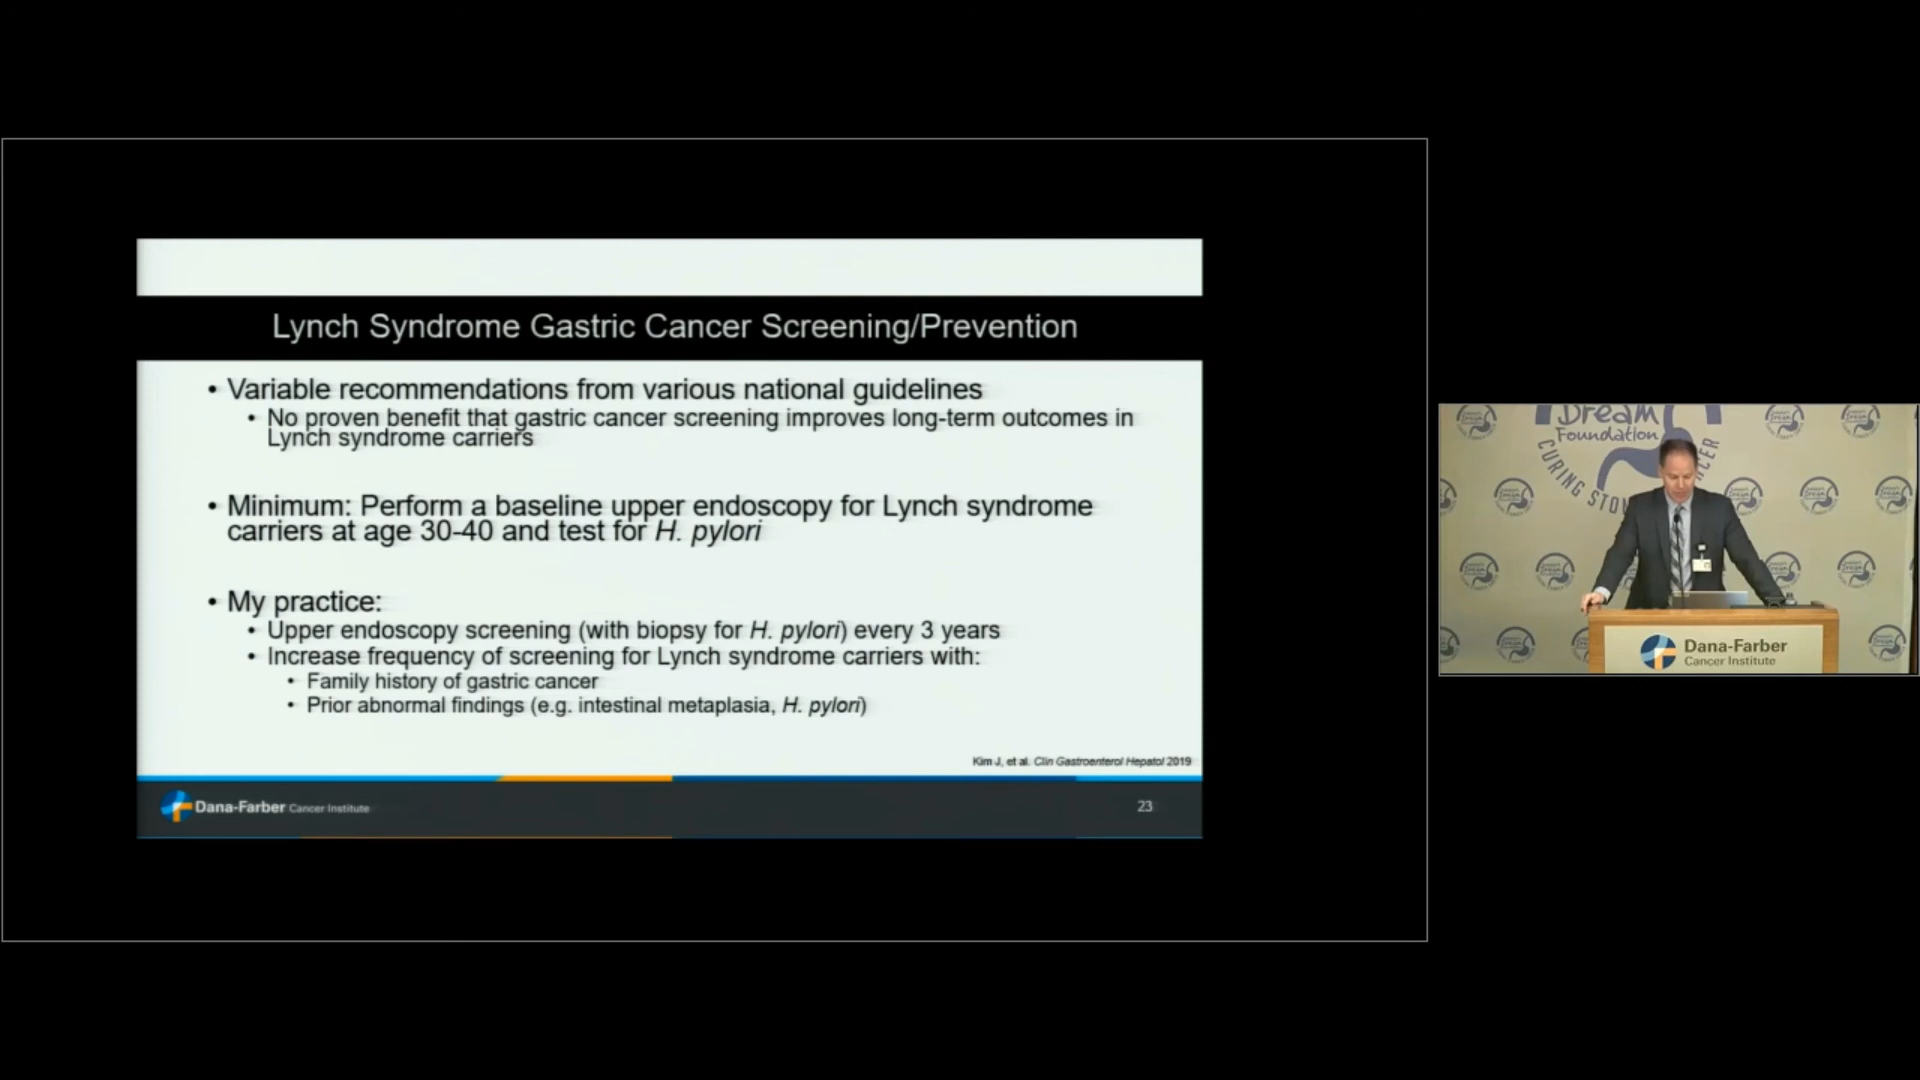 Lynch Syndrome Gastric Cancer Screening/Prevention
• Variable recommendations from various national guidelines
• No proven benefit that gastric cancer screening improves long-term outcomes in
Lynch syndrome carriers
• Minimum: Perform a baseline upper endoscopy for Lynch syndrome
carriers at age 30-40 and test for H. pylori
• My practice:
• Upper endoscopy screening (with biopsy for H. pylori) every 3 years
• Increase frequency of screening for Lynch syndrome carriers with:
• Family history of gastric cancer
• Prior abnormal findings (e.g. intestinal metaplasia, H. pylori)
Kim J, et al. Clin Gastroenterol Hepatol 2019
Dana-Farber Cancer Institute
23
Dream
Foundation
CURING
Dana-Farber
Cancer Institute